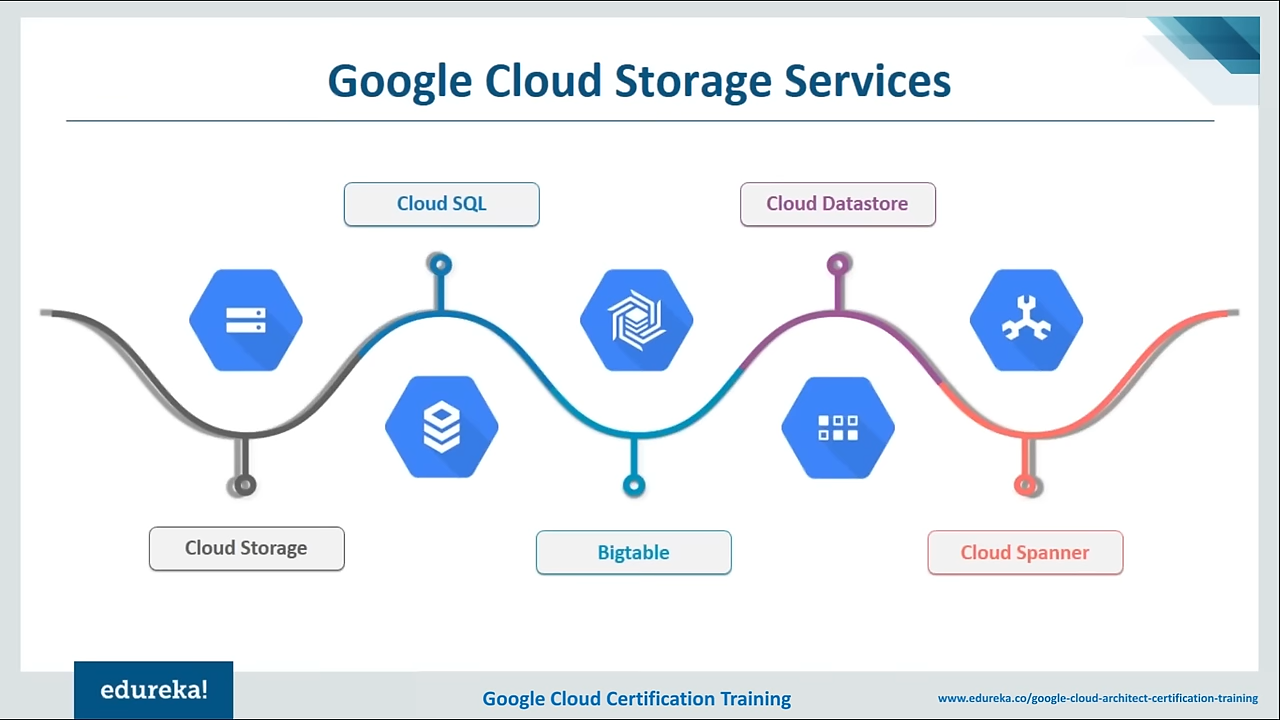 Google Cloud Storage Services
Cloud SQL
Cloud Datastore
Cloud Storage
Bigtable
Cloud Spanner
edureka!
Google Cloud Certification Training
www.edureka.co/google-cloud-architect-certification-training